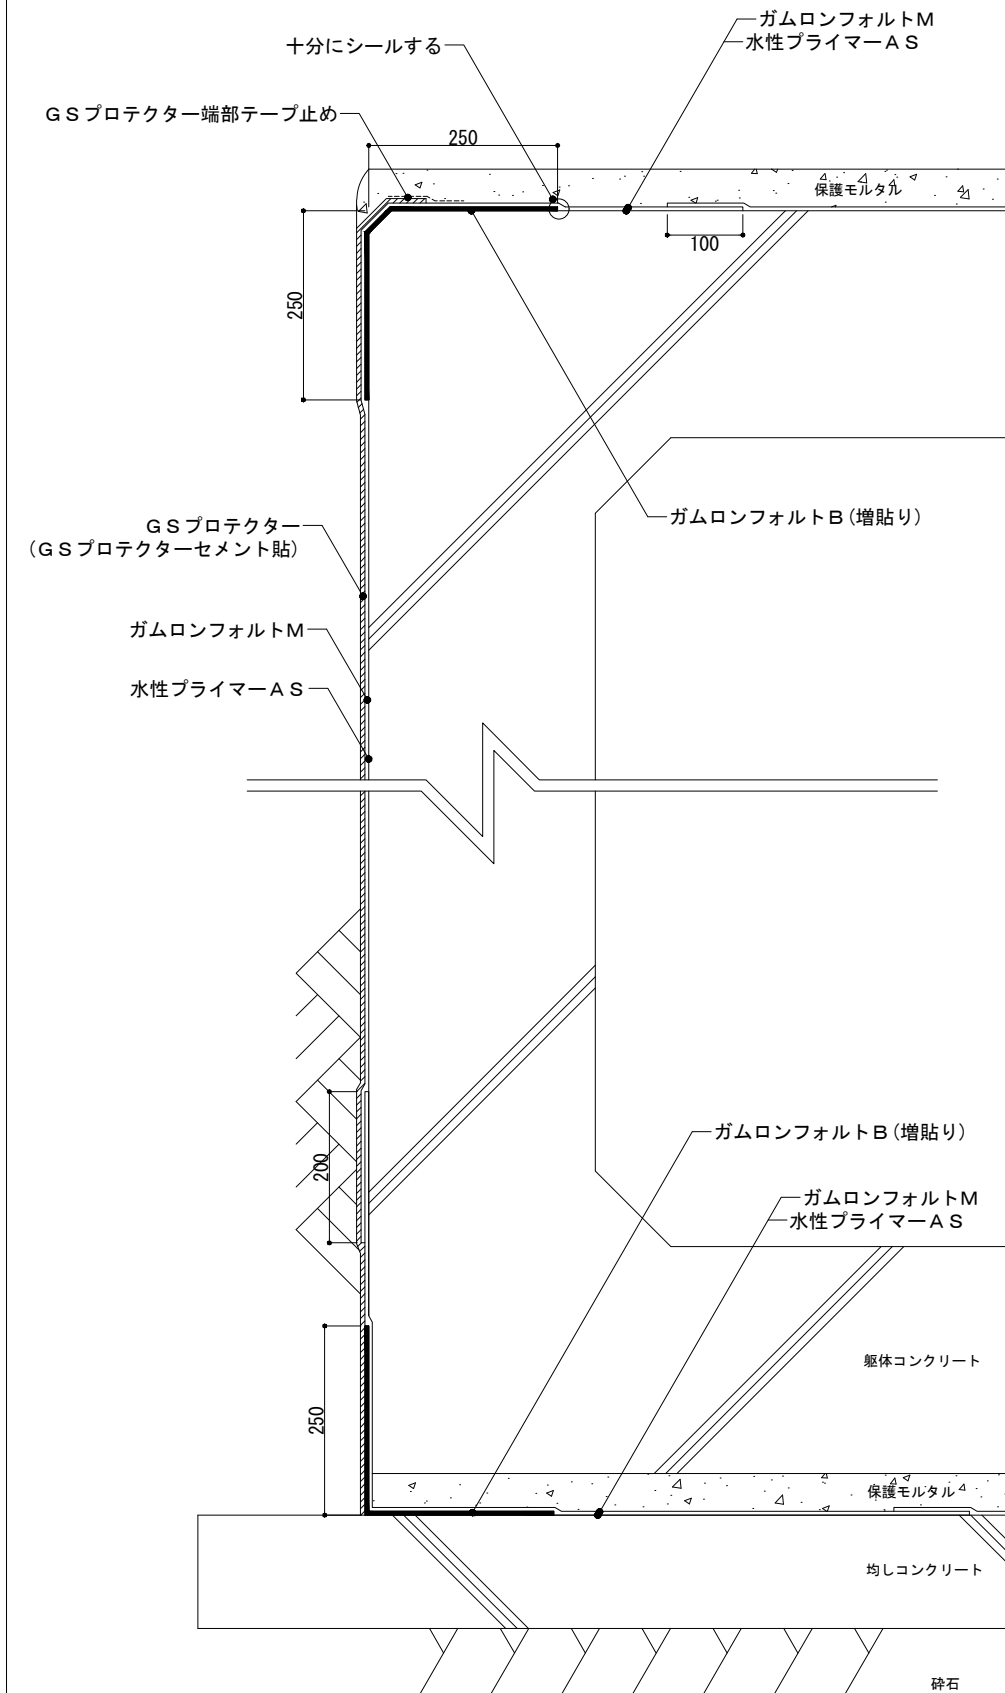 ガムロンフォルトM
水性プライマーAS
十分にシールする
GSプロテクター端部テープ止め
250
保護モルタル
100
250
ガムロンフォルトB(増貼り)
GSプロテクター
(GSプロテクターセメント貼)
ガムロンフォルトM
水性プライマーAS
ガムロンフォルトB(増貼り)
200
ガムロンフォルトM
水性プライマーAS
躯体コンクリート
250
保護モルタル
均しコンクリート
砕石